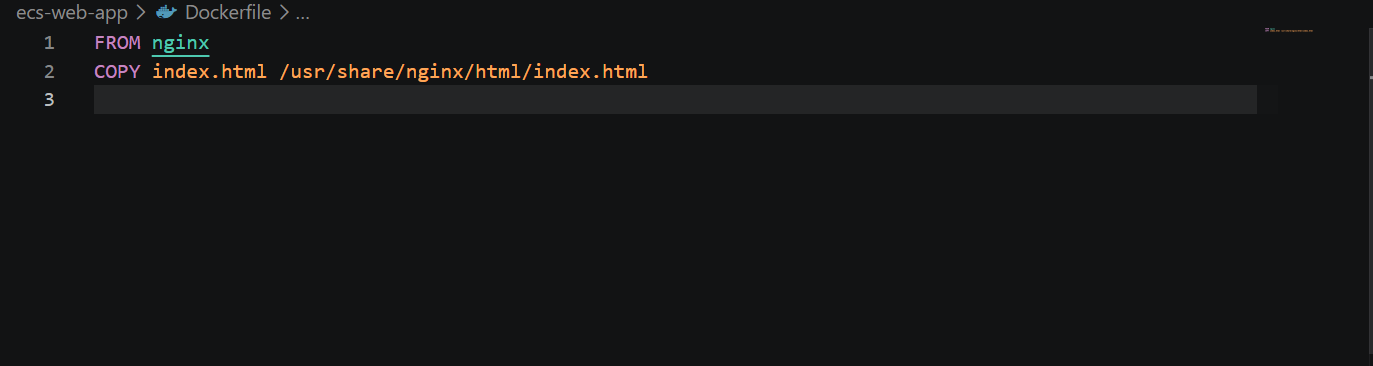 ecs-web-app > Dockerfile > ...
1 FROM nginx
2 COPY index.html /usr/share/nginx/html/index.html
3